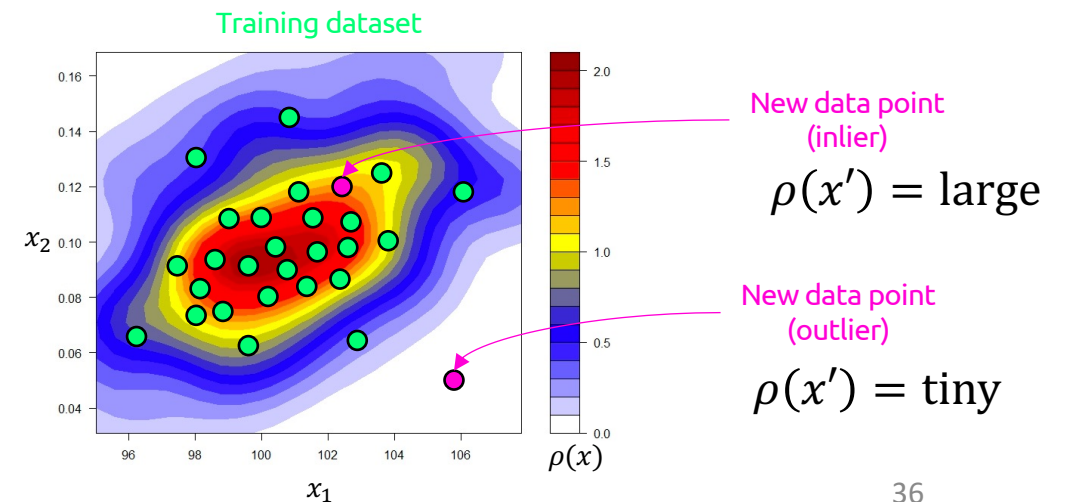 Training dataset
0.16
0.14
0.12
0.10
0.08
0.06
0.04
x₂
96
98
100
102
104
106
x₁
2.0
1.5
1.0
0.5
0.0
ρ(x)
New data point
(inlier)
ρ(x′) = large
New data point
(outlier)
ρ(x′) = tiny
36